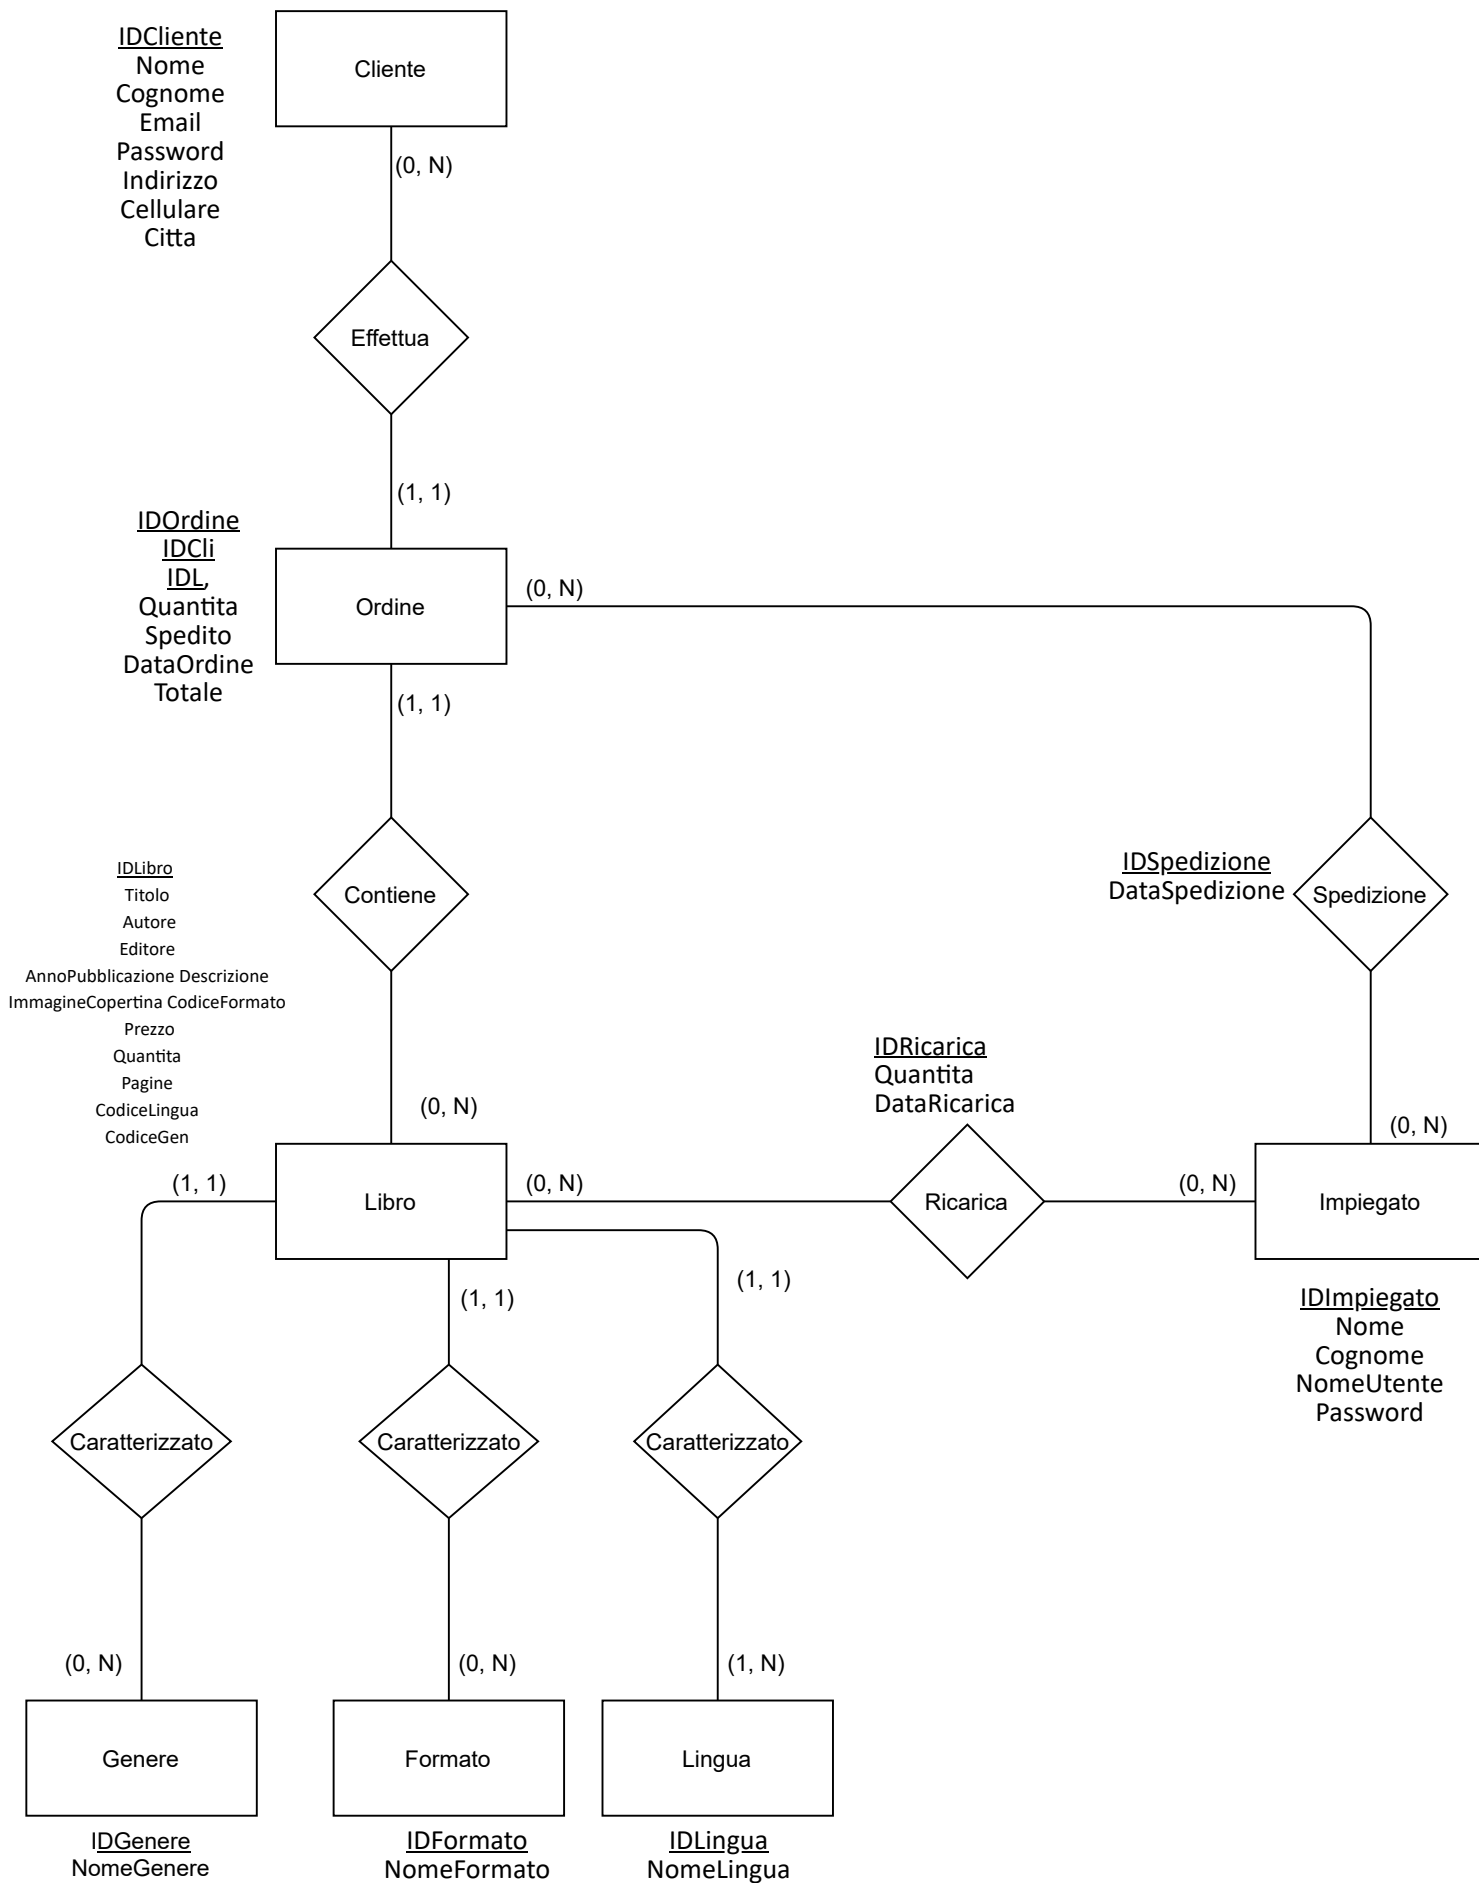 IDCliente
Nome
Cognome
Email
Password
Indirizzo
Cellulare
Citta
Cliente
(0, N)
Effettua
(1, 1)
IDOrdine
IDCli
IDL,
Quantita
Spedito
DataOrdine
Totale
Ordine
(0, N)
(1, 1)
IDLibro
Titolo
Autore
Editore
AnnoPubblicazione Descrizione
ImmagineCopertina CodiceFormato
Prezzo
Quantita
Pagine
CodiceLingua
CodiceGen
Contiene
IDSpedizione
DataSpedizione
Spedizione
(0, N)
IDRicarica
Quantita
DataRicarica
(0, N)
(1, 1)
Libro
(0, N)
Ricarica
(0, N)
Impiegato
(1, 1)
(1, 1)
IDImpiegato
Nome
Cognome
NomeUtente
Password
Caratterizzato
Caratterizzato
Caratterizzato
(0, N)
(0, N)
(1, N)
Genere
Formato
Lingua
IDGenere
NomeGenere
IDFormato
NomeFormato
IDLingua
NomeLingua